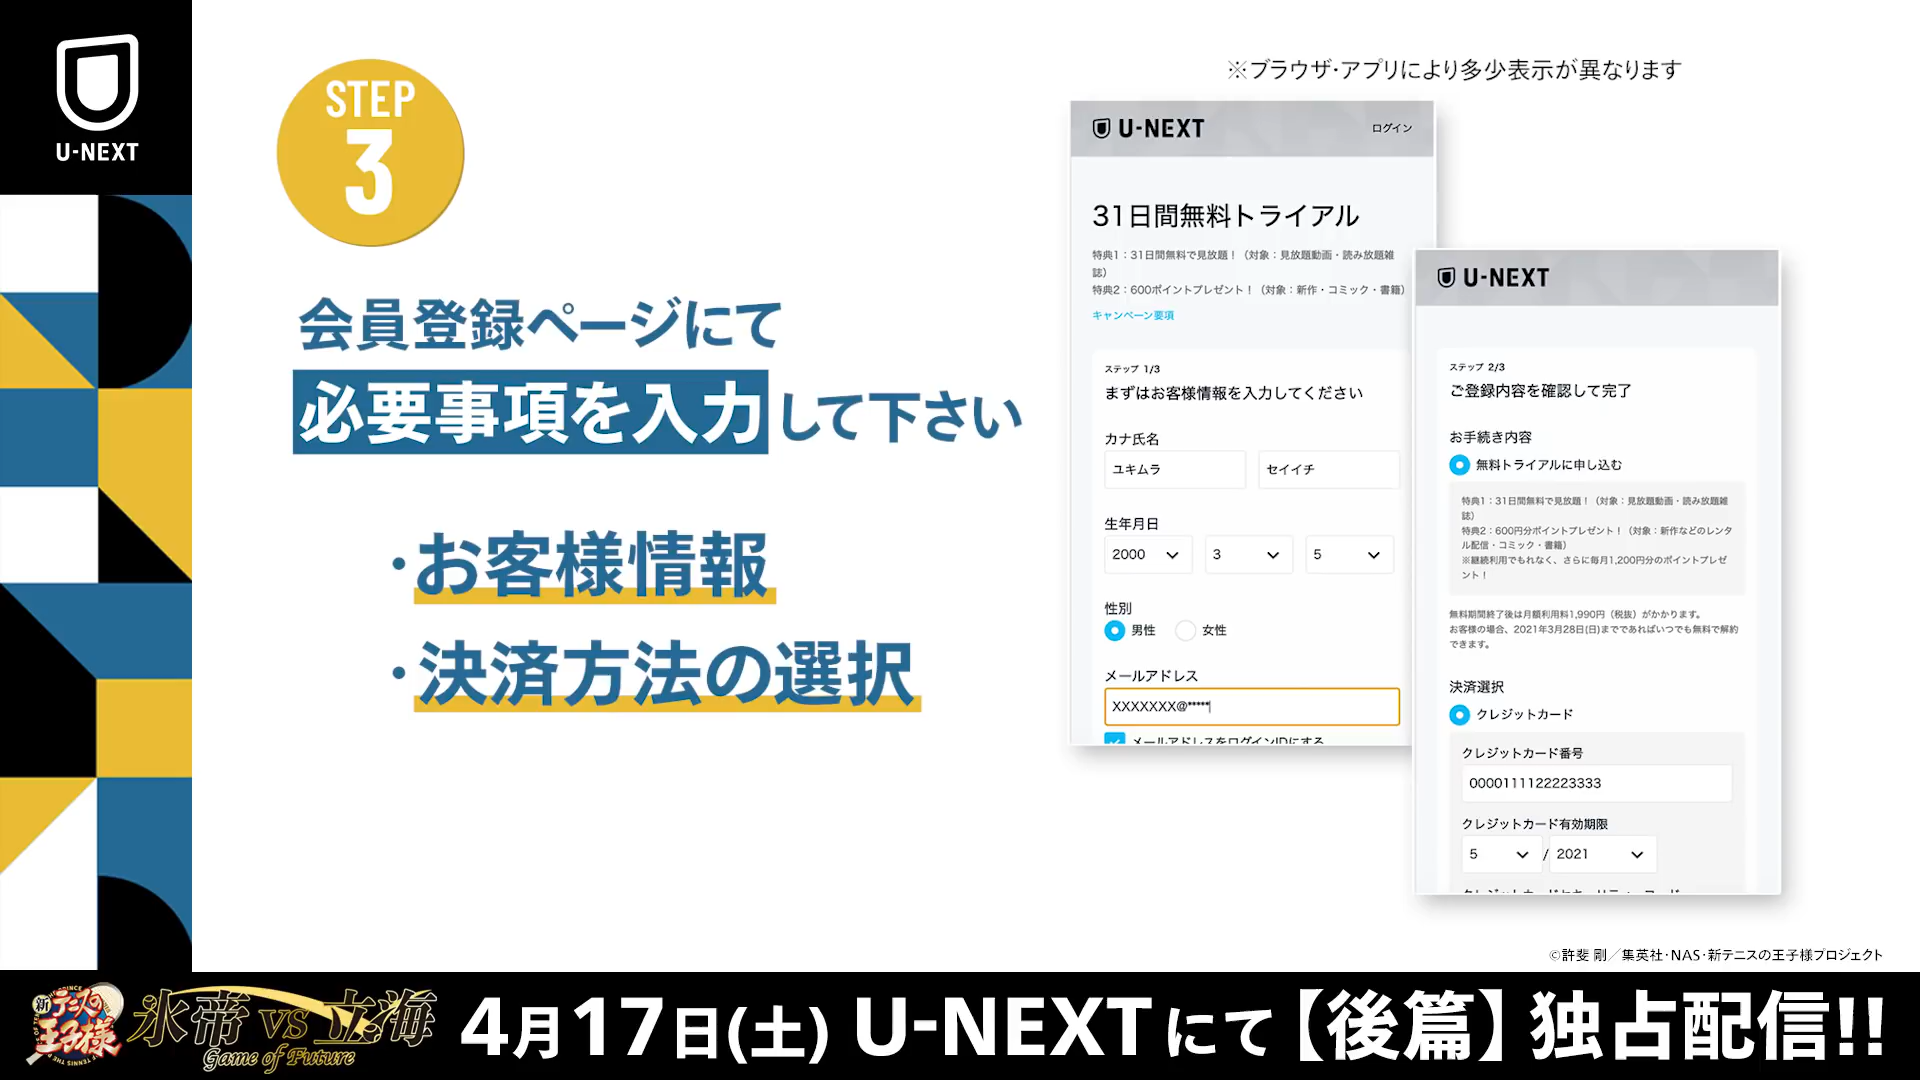 U-NEXT
STEP
3
会員登録ページにて
必要事項を入力して下さい
・お客様情報
・決済方法の選択
※ブラウザ・アプリにより多少表示が異なります
U-NEXT
ログイン
31日間無料トライアル
特典1：31日間無料で見放題！（対象：見放題動画・読み放題雑
誌）
特典2：600ポイントプレゼント！（対象：新作・コミック・書籍）
キャンペーン要項
ステップ 1/3
まずはお客様情報を入力してください
カナ氏名
ユキムラ
セイイチ
生年月日
2000
3
5
性別
男性
女性
メールアドレス
XXXXXXX@*****
メールアドレスをログインIDにする
U-NEXT
ステップ 2/3
ご登録内容を確認して完了
お手続き内容
無料トライアルに申し込む
特典1：31日間無料で見放題！（対象：見放題動画・読み放題雑
誌）
特典2：600円分ポイントプレゼント！（対象：新作などのレンタ
ル配信・コミック・書籍）
※継続利用でもれなく、さらに毎月1,200円分のポイントプレゼ
ント！
無料期間終了後は月額利用料1,990円（税抜）がかかります。
お客様の場合、2021年3月28日(日)までであればいつでも無料で解約
できます。
決済選択
クレジットカード
クレジットカード番号
0000111122223333
クレジットカード有効期限
5
/
2021
©許斐 剛／集英社・NAS・新テニスの王子様プロジェクト
新テニスの王子様
氷帝 vs 立海
Game of Future
4月17日(土) U-NEXTにて【後篇】独占配信!!